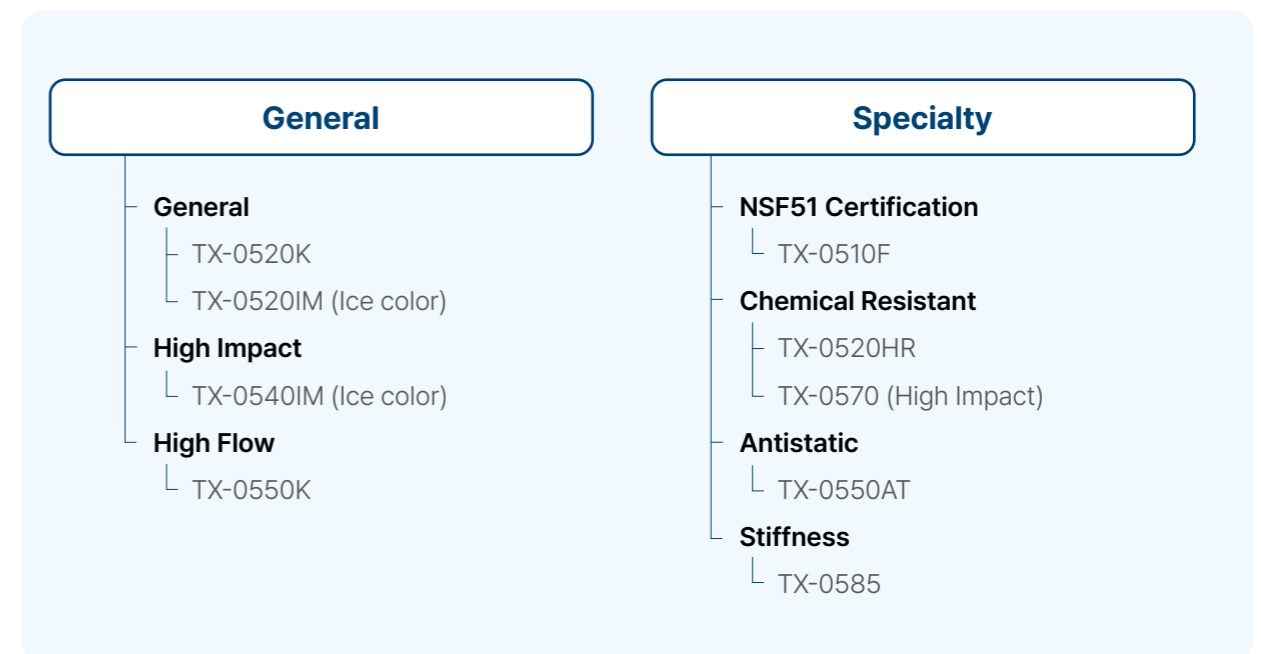 General
General
TX-0520K
TX-0520IM (Ice color)
High Impact
TX-0540IM (Ice color)
High Flow
TX-0550K
Specialty
NSF51 Certification
TX-0510F
Chemical Resistant
TX-0520HR
TX-0570 (High Impact)
Antistatic
TX-0550AT
Stiffness
TX-0585